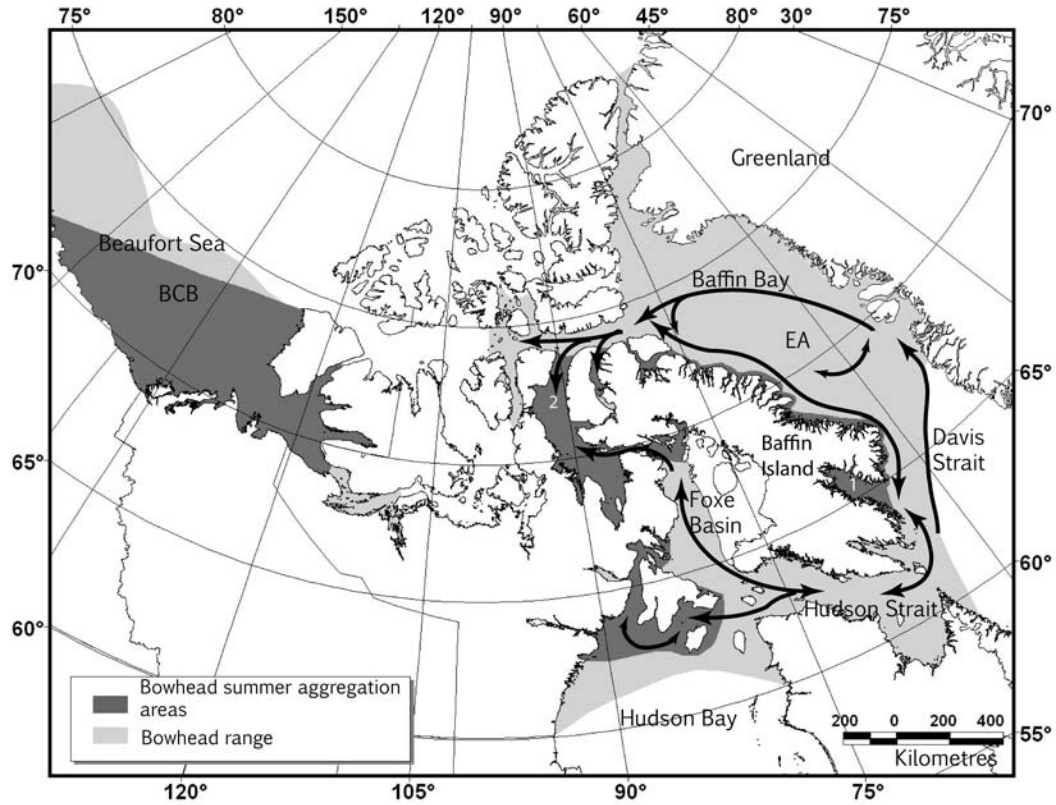 75° 80° 150° 120° 90° 60° 45° 80° 30° 75°
70°
Greenland
Beaufort Sea
BCB
70°
Baffin Bay
EA
65°
2
Baffin
Island
Davis
Strait
1
65°
Foxe
Basin
60°
Hudson Strait
60°
Bowhead summer aggregation
areas
Bowhead range
Hudson Bay
200 0 200 400
Kilometres
55°
120° 105° 90° 75°